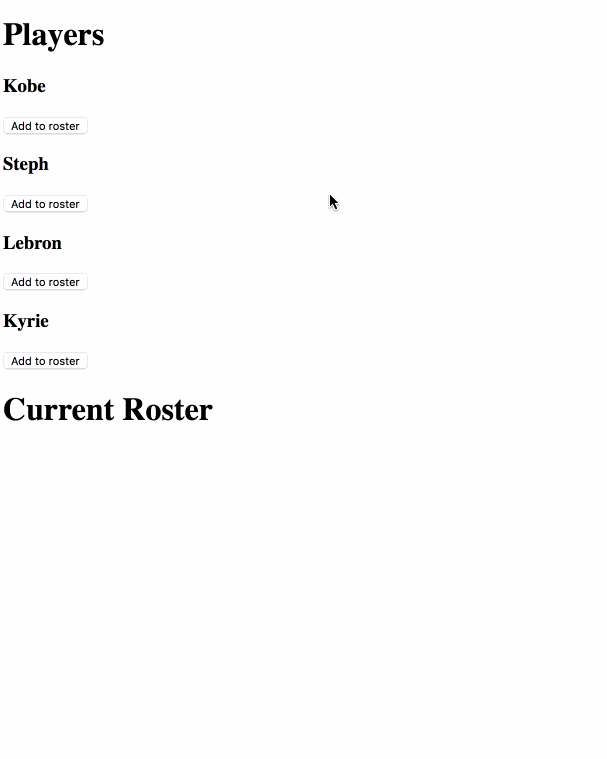 Players
Kobe
Add to roster
Steph
Add to roster
Lebron
Add to roster
Kyrie
Add to roster
Current Roster